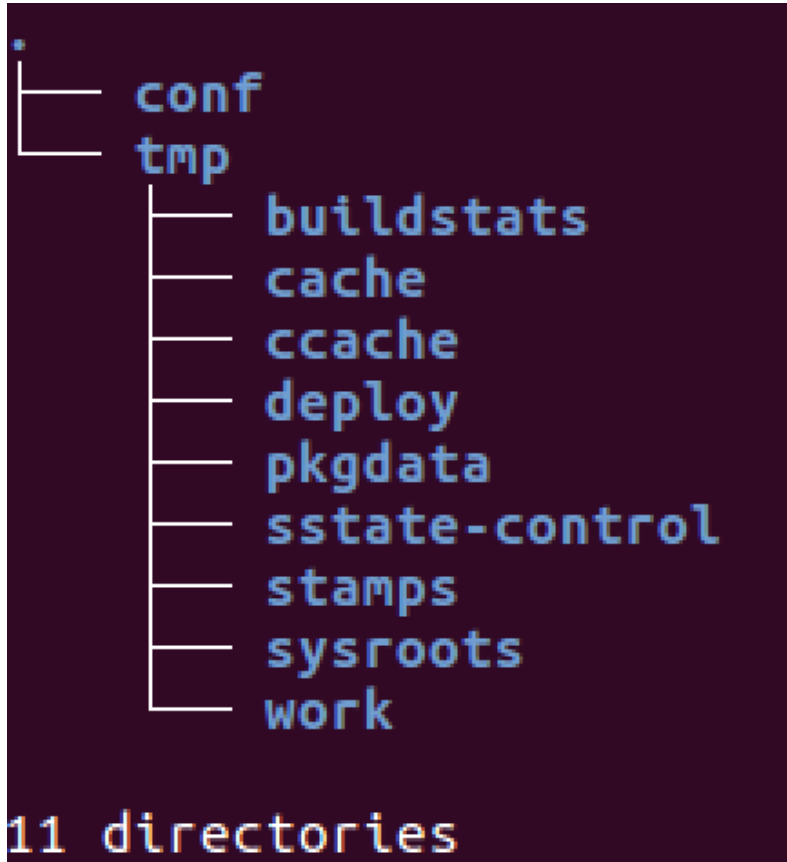 .
├── conf
└── tmp
    ├── buildstats
    ├── cache
    ├── ccache
    ├── deploy
    ├── pkgdata
    ├── sstate-control
    ├── stamps
    ├── sysroots
    └── work
11 directories